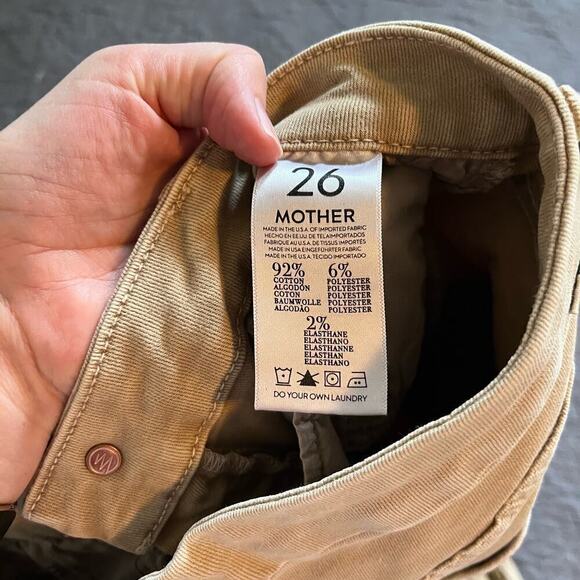 26
MOTHER
MADE IN THE U.S.A. OF IMPORTED FABRIC
HECHO EN EE.UU. DE TELA IMPORTADOS
FABRIQUE AU U.S.A. DE TISSUS IMPORTÉS
MADE IN USA EINGEFÜHRTER FABRIC
MADE IN THE U.S.A. TECIDO IMPORTADO
92% 6%
COTTON POLYESTER
ALGODÓN POLYESTER
COTON POLYESTER
BAUMWOLLE POLYESTER
ALGODÃO POLYESTER
2%
ELASTHANE
ELASTHANO
ELASTHANNE
ELASTHAN
ELASTHANO
DO YOUR OWN LAUNDRY